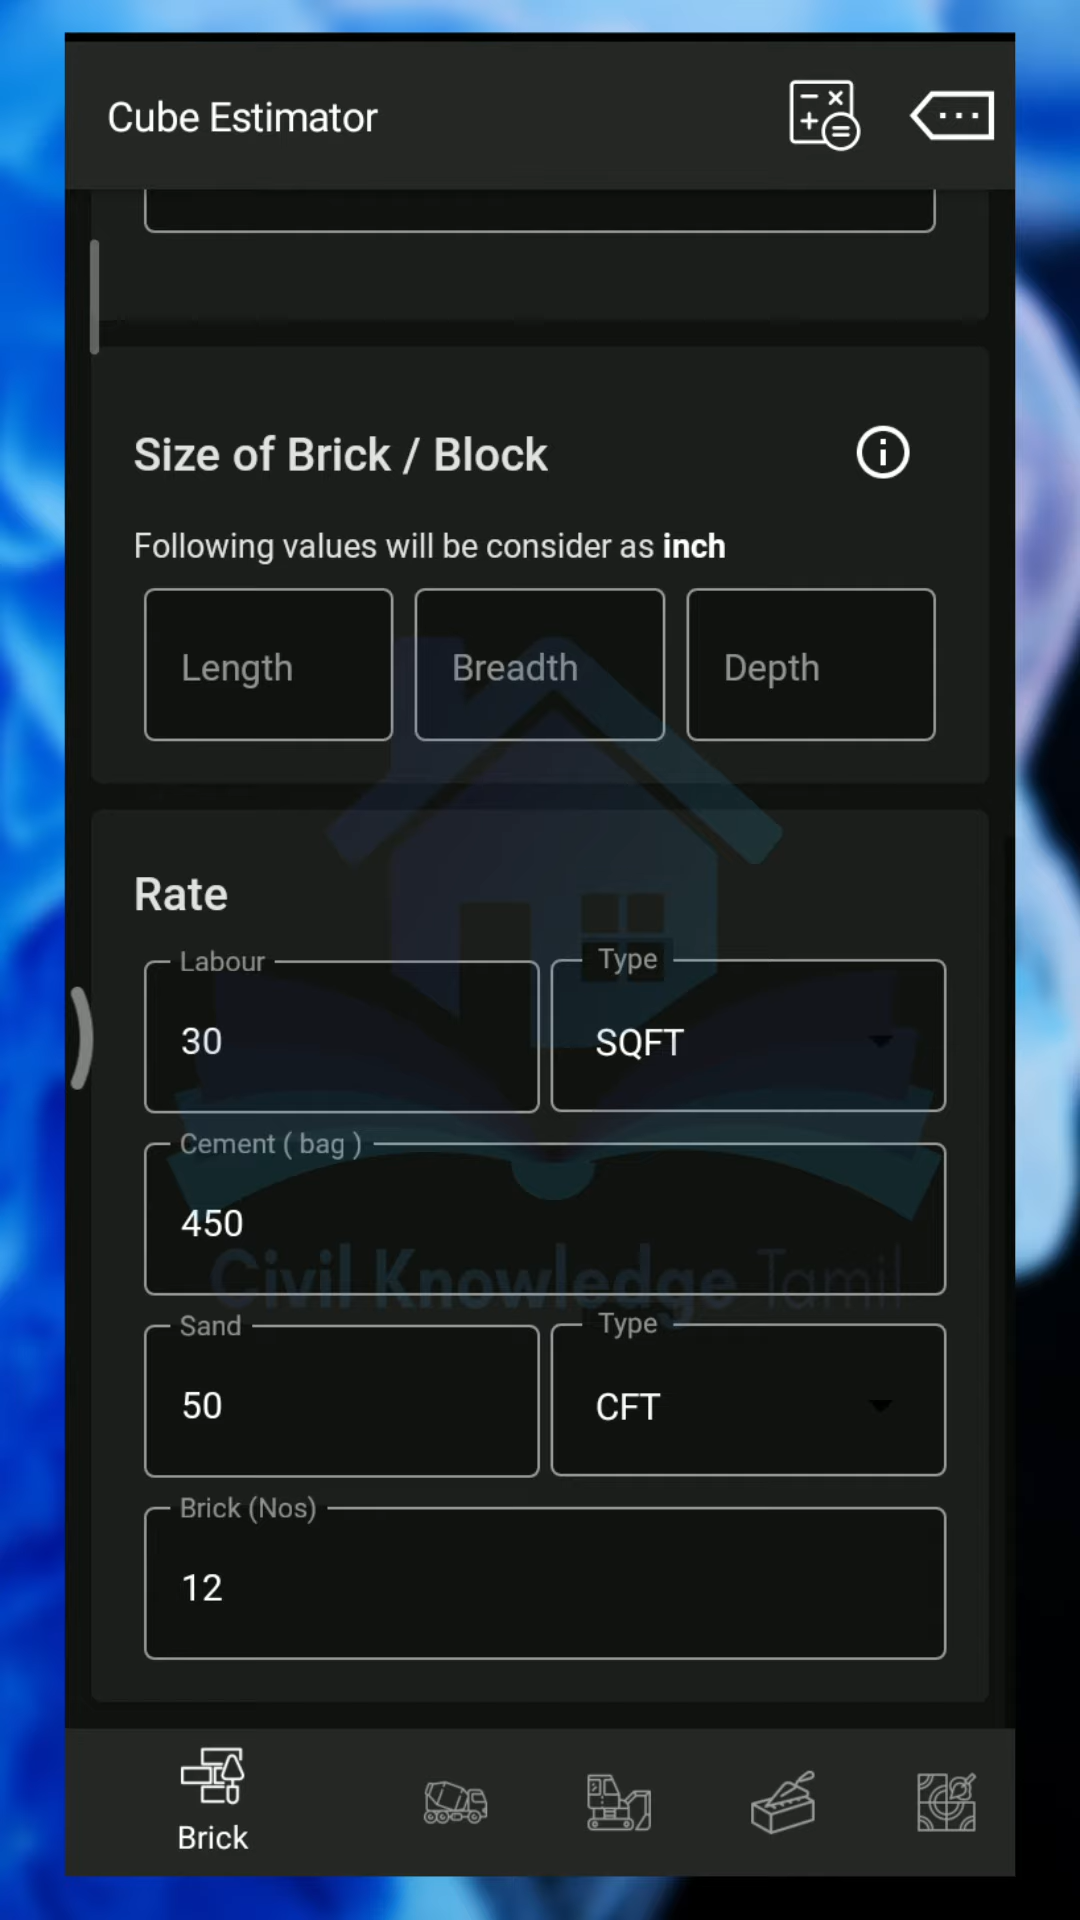 Cube Estimator
Size of Brick / Block
Following values will be consider as inch
Length Breadth Depth
Rate
Labour Type
30 SQFT
Cement ( bag )
450
Civil Knowledge Tamil
Sand Type
50 CFT
Brick (Nos)
12
Brick